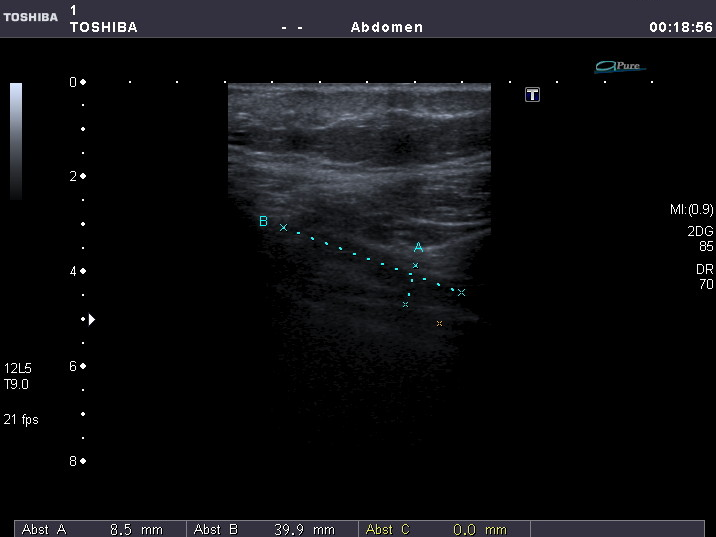 TOSHIBA
1
TOSHIBA - - Abdomen 00:18:56
aPure
T
0
2
4
6
8
B
A
MI:(0.9)
2DG
85
DR
70
12L5
T9.0
21 fps
Abst A 8.5 mm Abst B 39.9 mm Abst C 0.0 mm